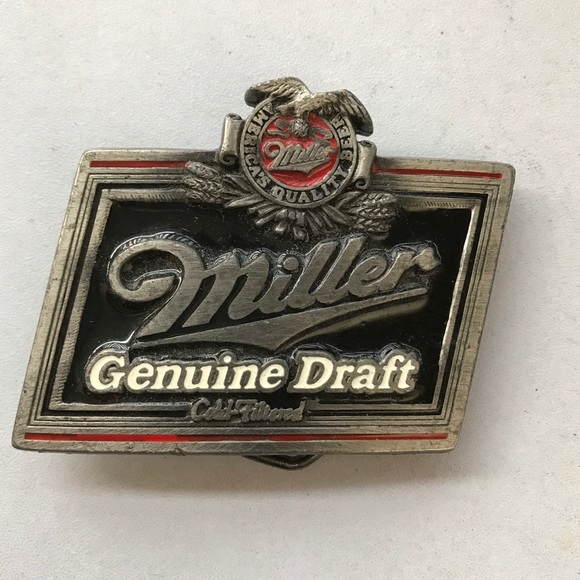 AMERICA'S QUALITY BEER
Miller
Miller
Genuine Draft
Cold-Filtered